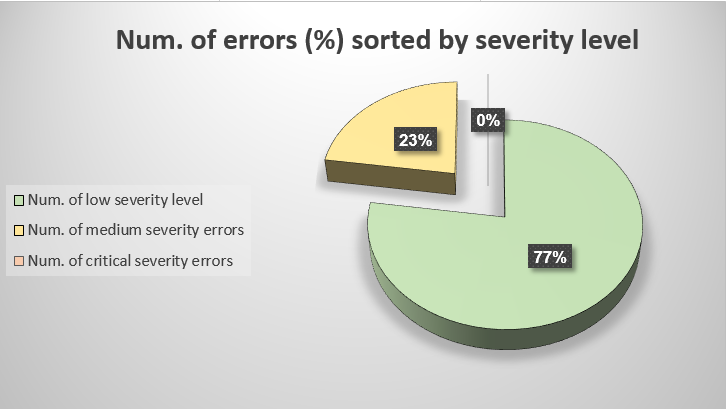 Num. of errors (%) sorted by severity level
0%
23%
Num. of low severity level
Num. of medium severity errors
Num. of critical severity errors
77%